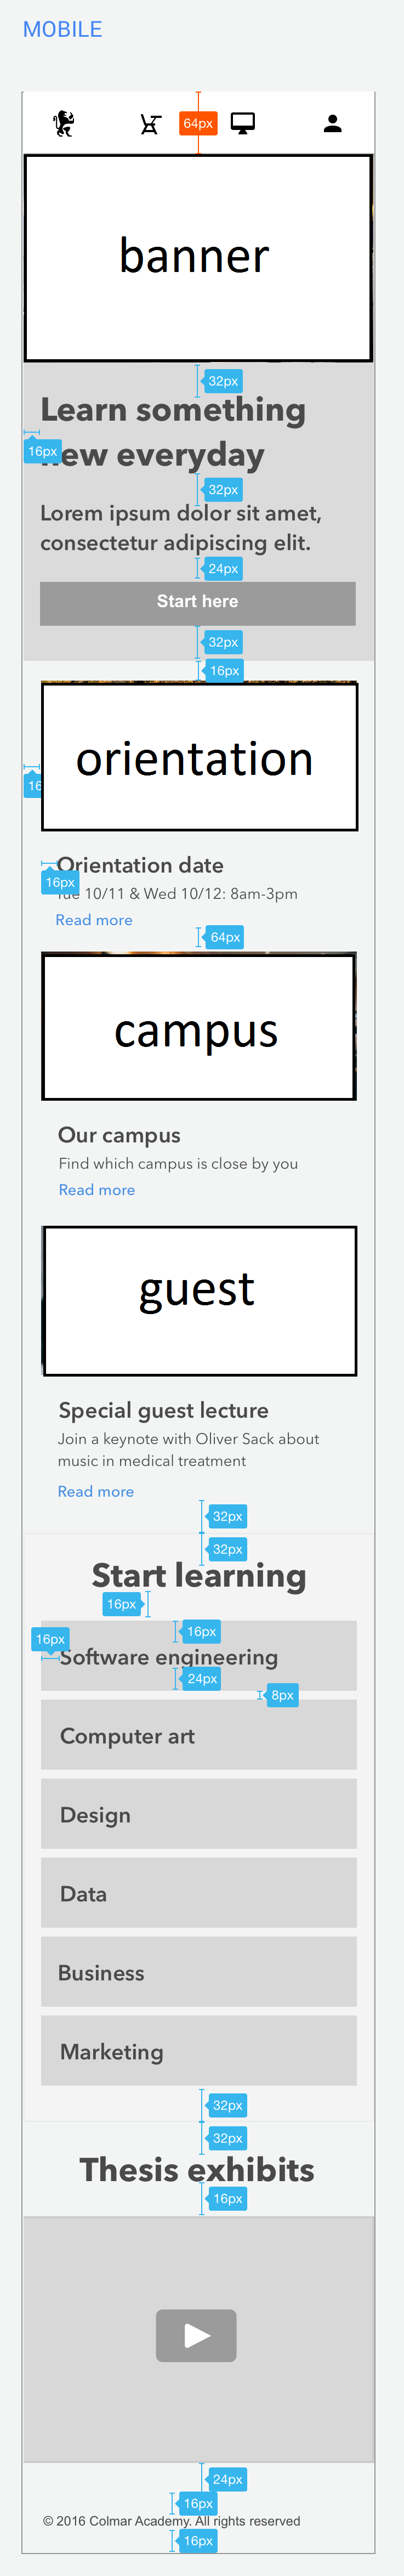 MOBILE
64px
banner
32px
Learn something
16px
new everyday
32px
Lorem ipsum dolor sit amet,
consectetur adipiscing elit.
24px
Start here
32px
16px
orientation
16
Orientation date
16px
Tue 10/11 & Wed 10/12: 8am-3pm
Read more
64px
campus
Our campus
Find which campus is close by you
Read more
guest
Special guest lecture
Join a keynote with Oliver Sack about
music in medical treatment
Read more
32px
32px
Start learning
16px
16px
16px
Software engineering
24px
8px
Computer art
Design
Data
Business
Marketing
32px
32px
Thesis exhibits
16px
24px
16px
© 2016 Colmar Academy. All rights reserved
16px